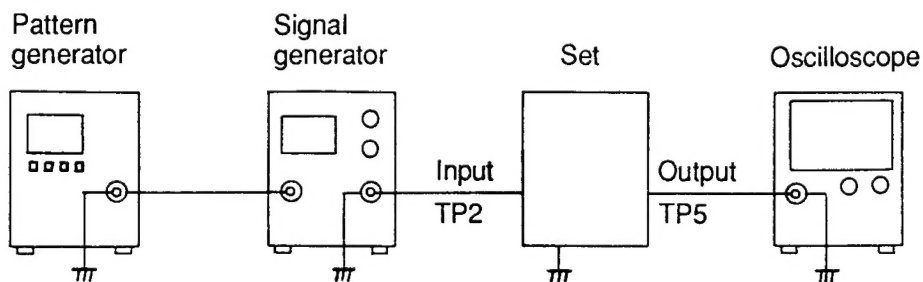 Pattern
generator
Signal
generator
Set
Oscilloscope
Input
TP2
Output
TP5